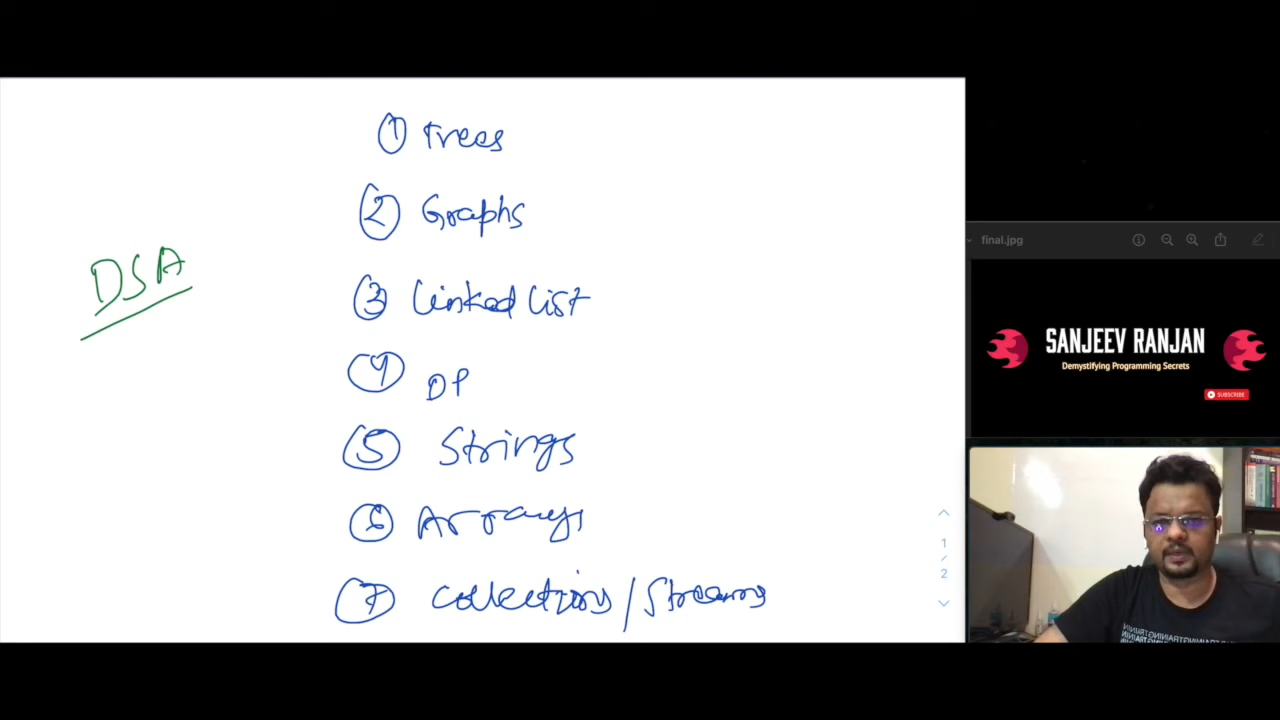 ① Trees
② Graphs
DSA
③ Linked List
④ DP
⑤ Strings
⑥ Arrays
⑦ Collections / Streams
1
/
2
final.jpg
SANJEEV RANJAN
Demystifying Programming Secrets
SUBSCRIBE